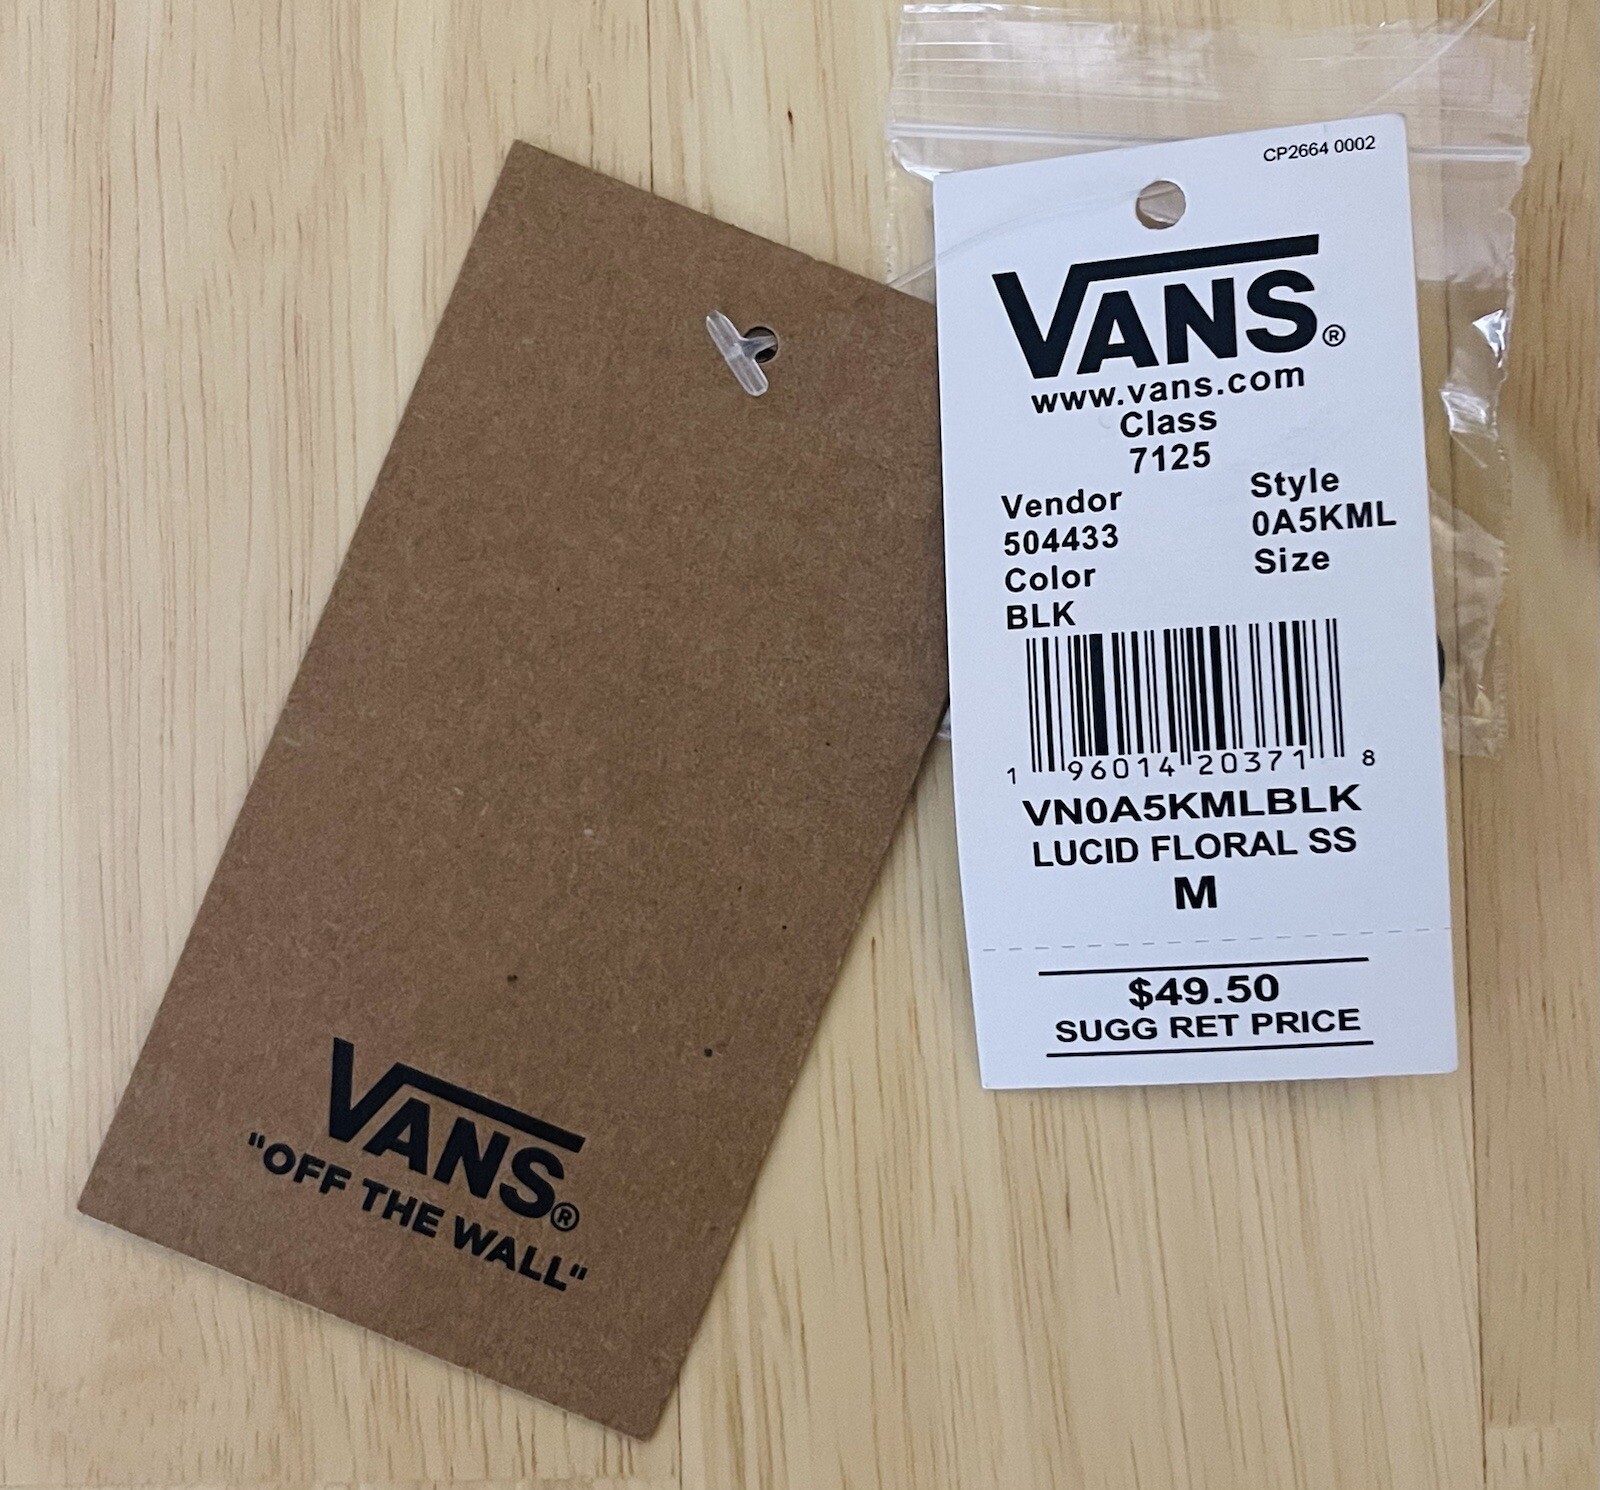 CP2664 0002
VANS®
www.vans.com
Class
7125
Vendor
Style
504433
0A5KML
Color
Size
BLK
1 96014 20371 8
VN0A5KMLBLK
LUCID FLORAL SS
M
$49.50
SUGG RET PRICE
VANS®
"OFF THE WALL"